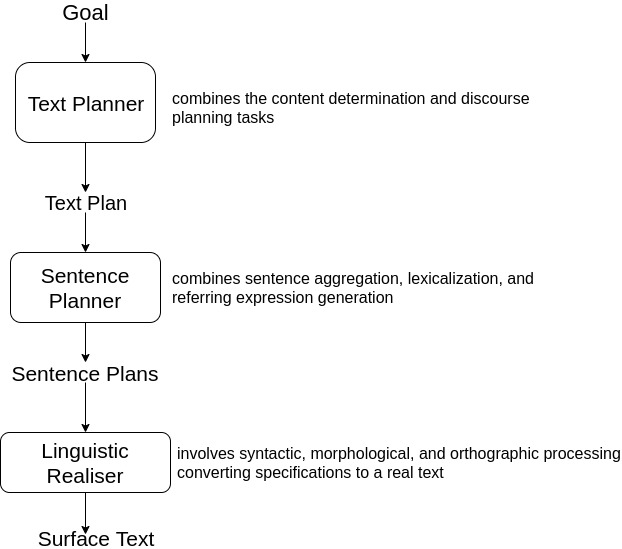 Goal
Text Planner
combines the content determination and discourse
planning tasks
Text Plan
Sentence
Planner
combines sentence aggregation, lexicalization, and
referring expression generation
Sentence Plans
Linguistic
Realiser
involves syntactic, morphological, and orthographic processing
converting specifications to a real text
Surface Text